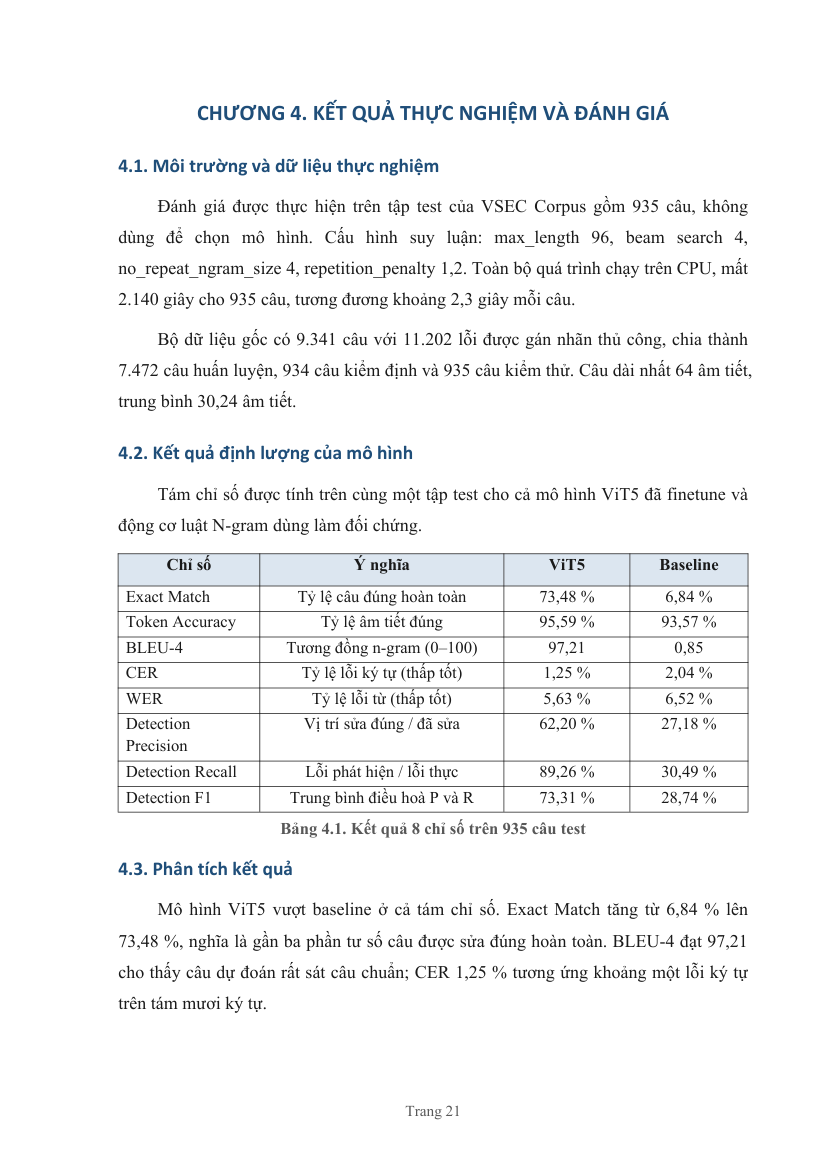 CHƯƠNG 4. KẾT QUẢ THỰC NGHIỆM VÀ ĐÁNH GIÁ
4.1. Môi trường và dữ liệu thực nghiệm
Đánh giá được thực hiện trên tập test của VSEC Corpus gồm 935 câu, không
dùng để chọn mô hình. Cấu hình suy luận: max_length 96, beam search 4,
no_repeat_ngram_size 4, repetition_penalty 1,2. Toàn bộ quá trình chạy trên CPU, mất
2.140 giây cho 935 câu, tương đương khoảng 2,3 giây mỗi câu.
Bộ dữ liệu gốc có 9.341 câu với 11.202 lỗi được gán nhãn thủ công, chia thành
7.472 câu huấn luyện, 934 câu kiểm định và 935 câu kiểm thử. Câu dài nhất 64 âm tiết,
trung bình 30,24 âm tiết.
4.2. Kết quả định lượng của mô hình
Tám chỉ số được tính trên cùng một tập test cho cả mô hình ViT5 đã finetune và
động cơ luật N-gram dùng làm đối chứng.
Chỉ số Ý nghĩa ViT5 Baseline
Exact Match Tỷ lệ câu đúng hoàn toàn 73,48 % 6,84 %
Token Accuracy Tỷ lệ âm tiết đúng 95,59 % 93,57 %
BLEU-4 Tương đồng n-gram (0–100) 97,21 0,85
CER Tỷ lệ lỗi ký tự (thấp tốt) 1,25 % 2,04 %
WER Tỷ lệ lỗi từ (thấp tốt) 5,63 % 6,52 %
Detection Vị trí sửa đúng / đã sửa 62,20 % 27,18 %
Precision
Detection Recall Lỗi phát hiện / lỗi thực 89,26 % 30,49 %
Detection F1 Trung bình điều hoà P và R 73,31 % 28,74 %
Bảng 4.1. Kết quả 8 chỉ số trên 935 câu test
4.3. Phân tích kết quả
Mô hình ViT5 vượt baseline ở cả tám chỉ số. Exact Match tăng từ 6,84 % lên
73,48 %, nghĩa là gần ba phần tư số câu được sửa đúng hoàn toàn. BLEU-4 đạt 97,21
cho thấy câu dự đoán rất sát câu chuẩn; CER 1,25 % tương ứng khoảng một lỗi ký tự
trên tám mươi ký tự.
Trang 21